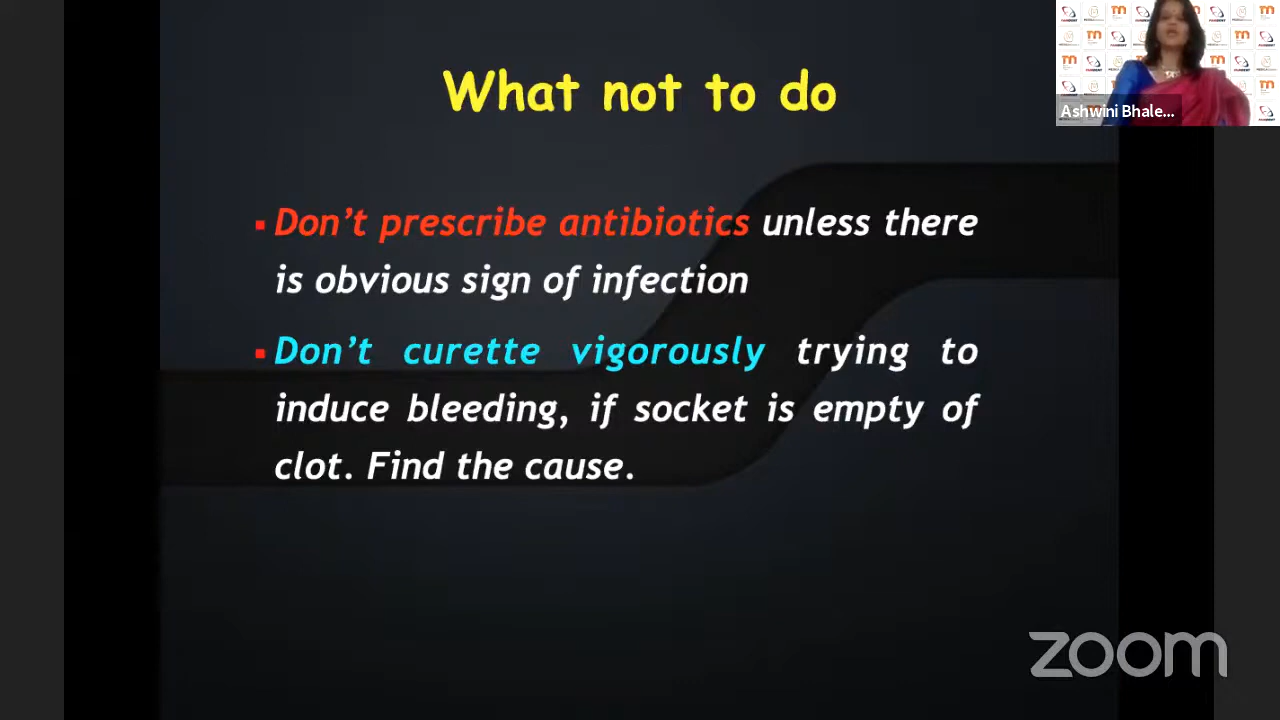 What not to do
Ashwini Bhale...
▪ Don't prescribe antibiotics unless there
is obvious sign of infection
▪ Don't curette vigorously trying to
induce bleeding, if socket is empty of
clot. Find the cause.
zoom